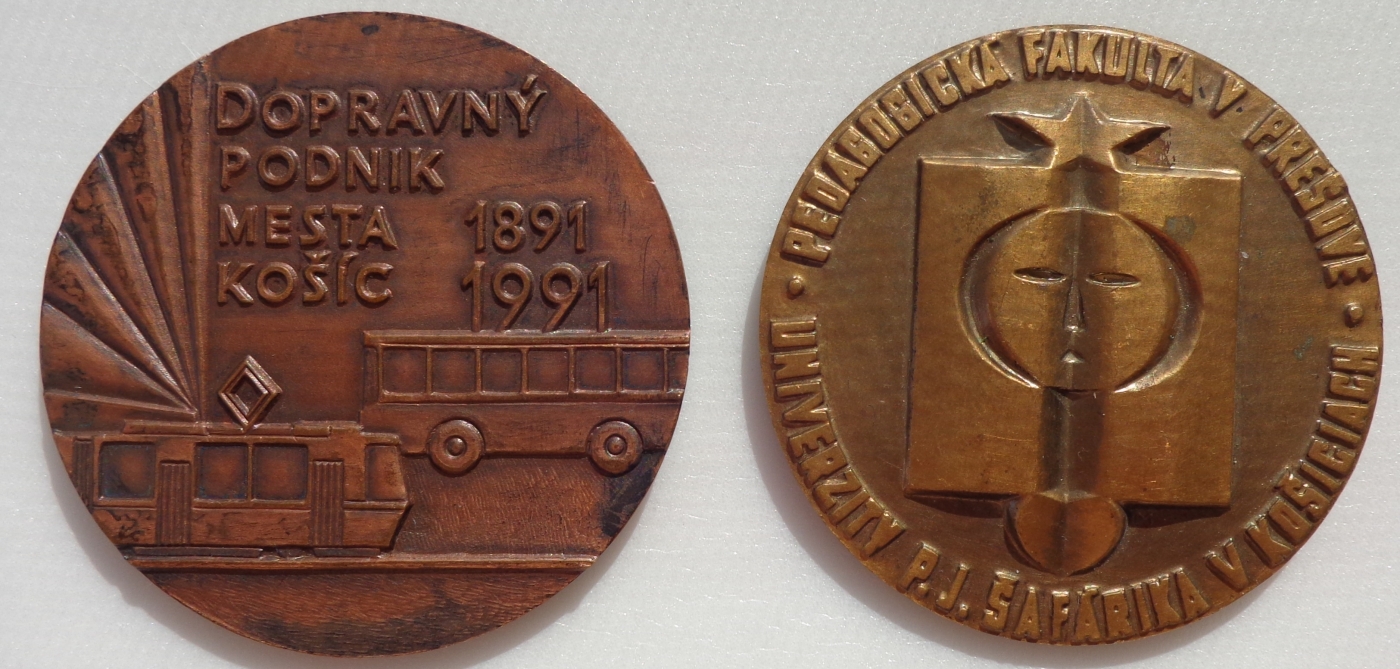 DOPRAVNÝ
PODNIK
MESTA
KOŠÍC
1891
1991
PEDAGOGICKÁ FAKULTA V PREŠOVE
UNIVERZITY P.J. ŠAFÁRIKA V KOŠICIACH